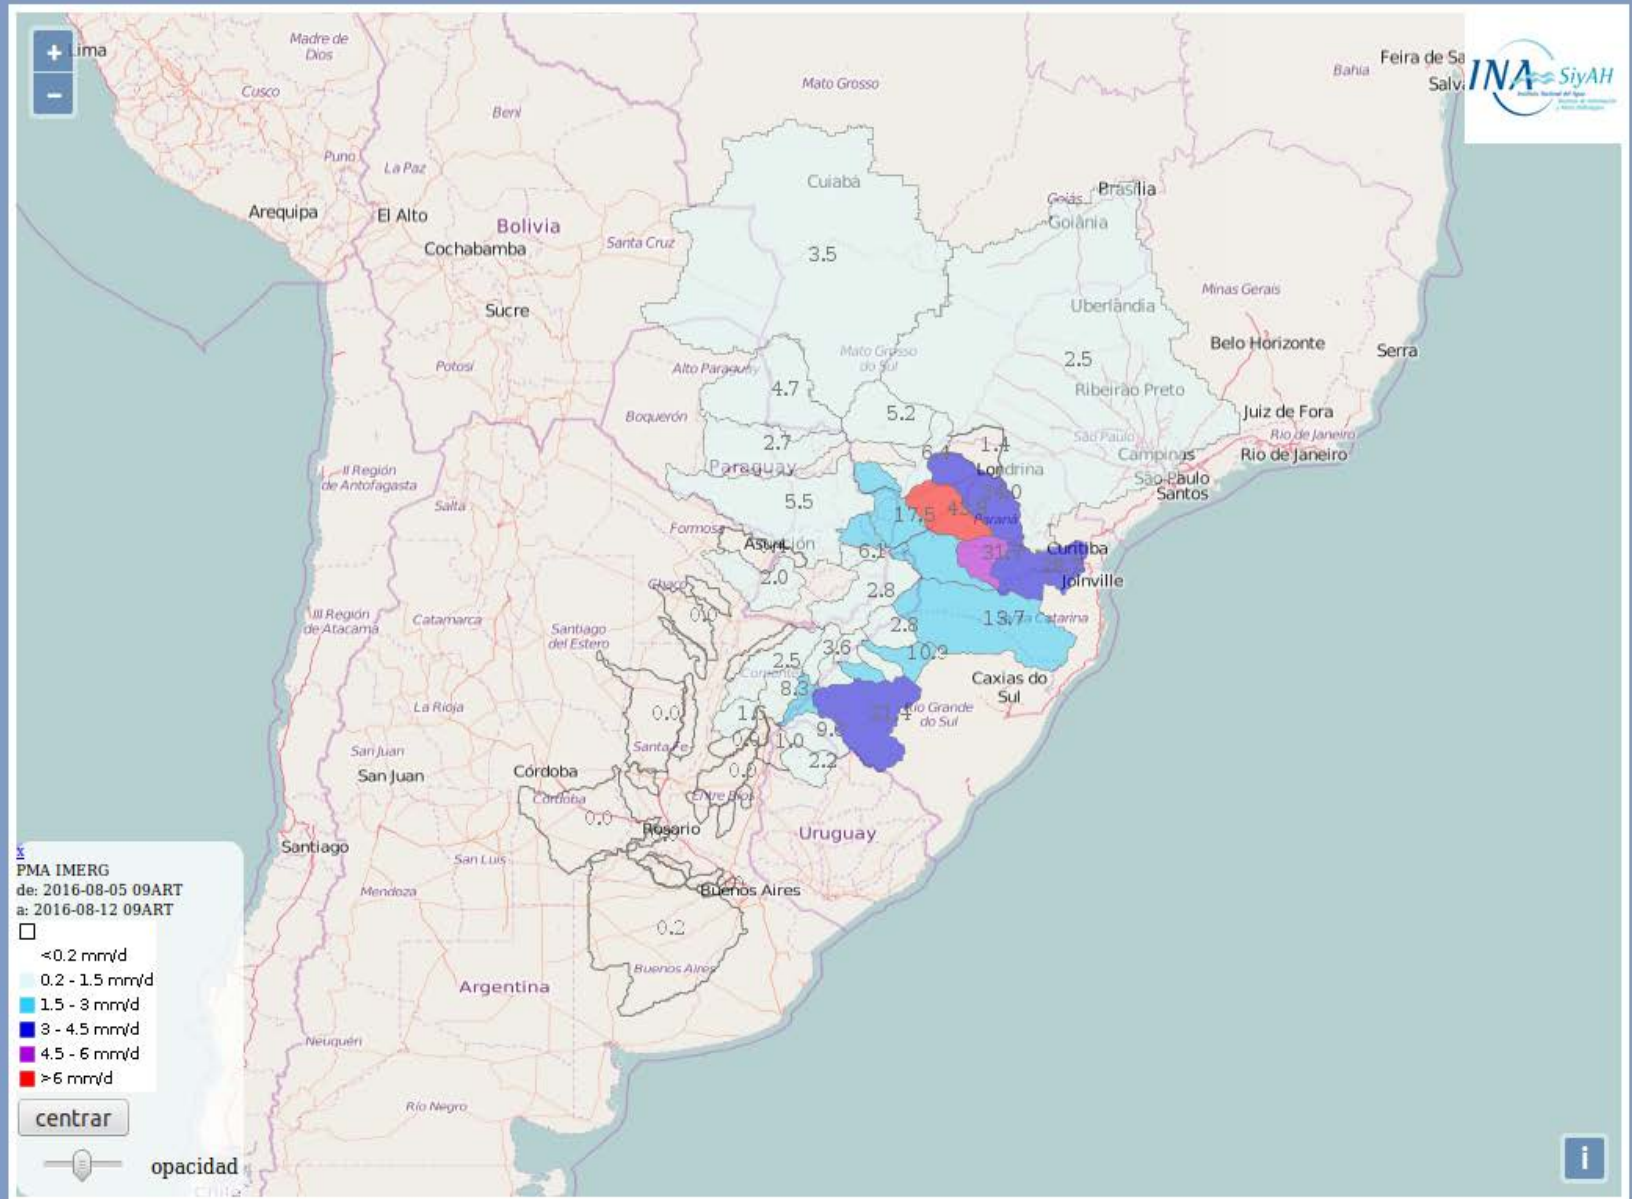 +
-
Lima
Madre de
Dios
Cusco
Beni
Mato Grosso
Bahia
Feira de Sa
Salv
INA SiyAH
Puno
La Paz
Cuiabá
Brasília
Goiás
Goiânia
Arequipa
El Alto
Bolivia
Cochabamba
Santa Cruz
3.5
Sucre
Uberlândia
Minas Gerais
Belo Horizonte
Serra
Potosí
Alto Paraguay
Mato Grosso
do Sul
2.5
Ribeirão Preto
4.7
5.2
Boquerón
Juiz de Fora
Rio de Janeiro
Rio de Janeiro
2.7
1.4
São Paulo
Campinas
Paraguay
Londrina
São Paulo
Santos
II Región
de Antofagasta
Salta
5.5
17.5
Paraná
Formosa
Asunción
6.1
Curitiba
Joinville
2.0
Chaco
2.8
III Región
de Atacama
Catamarca
Santiago
del Estero
0.0
2.8
13.7
Catarina
2.5
3.6
10.9
Caxias do
Sul
8.3
La Rioja
0.0
Rio Grande
do Sul
San Juan
San Juan
Santa Fe
1.0
2.2
Córdoba
Córdoba
0.0
0.0
Entre Ríos
Rosario
Uruguay
Santiago
San Luis
Mendoza
Buenos Aires
0.2
Buenos Aires
Argentina
Neuquén
Río Negro
x
PMA IMERG
de: 2016-08-05 09ART
a: 2016-08-12 09ART
<0.2 mm/d
0.2 - 1.5 mm/d
1.5 - 3 mm/d
3 - 4.5 mm/d
4.5 - 6 mm/d
>6 mm/d
centrar
opacidad
Chile
i